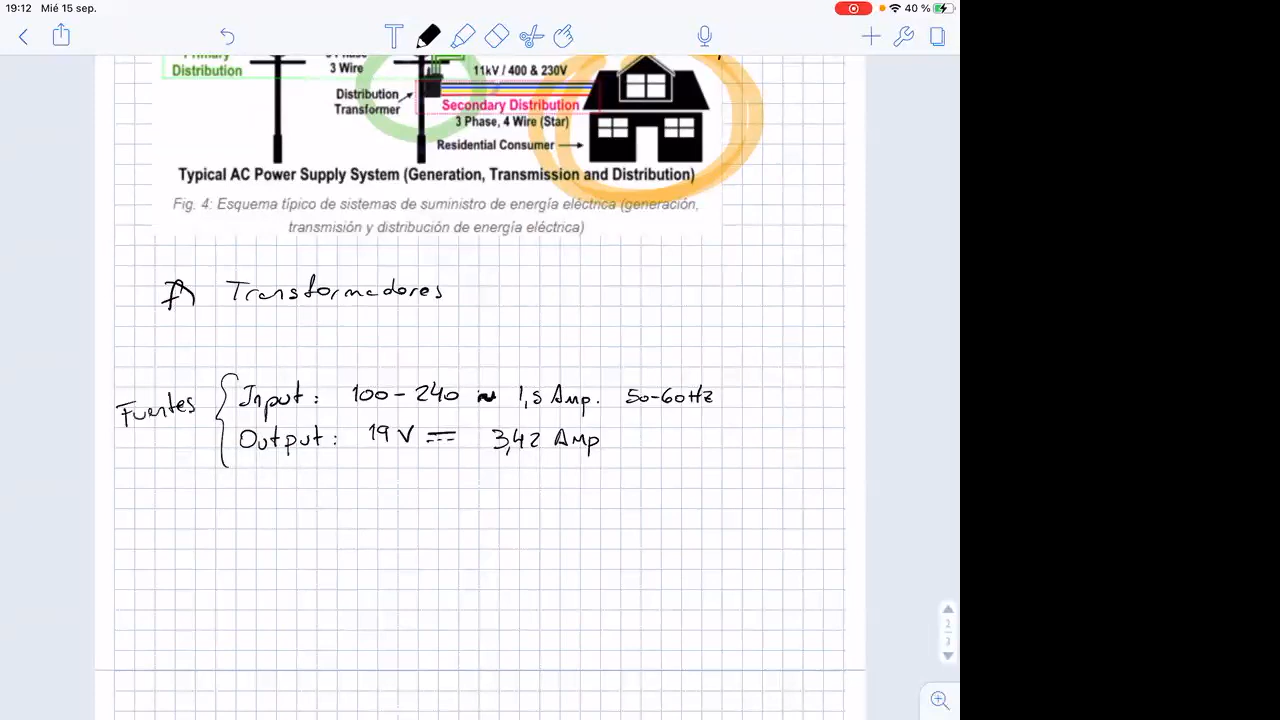 19:12 Mié 15 sep. 40 %
T
Primary
Distribution
3 Wire
11kV / 400 & 230V
Distribution
Transformer
Secondary Distribution
3 Phase, 4 Wire (Star)
Residential Consumer
Typical AC Power Supply System (Generation, Transmission and Distribution)
Fig. 4: Esquema típico de sistemas de suministro de energía eléctrica (generación,
transmisión y distribución de energía eléctrica)
Transformadores
Fuentes
Input: 100-240 ~ 1,5 Amp. 50-60Hz
Output: 19 V ⎓ 3,42 Amp
2
3